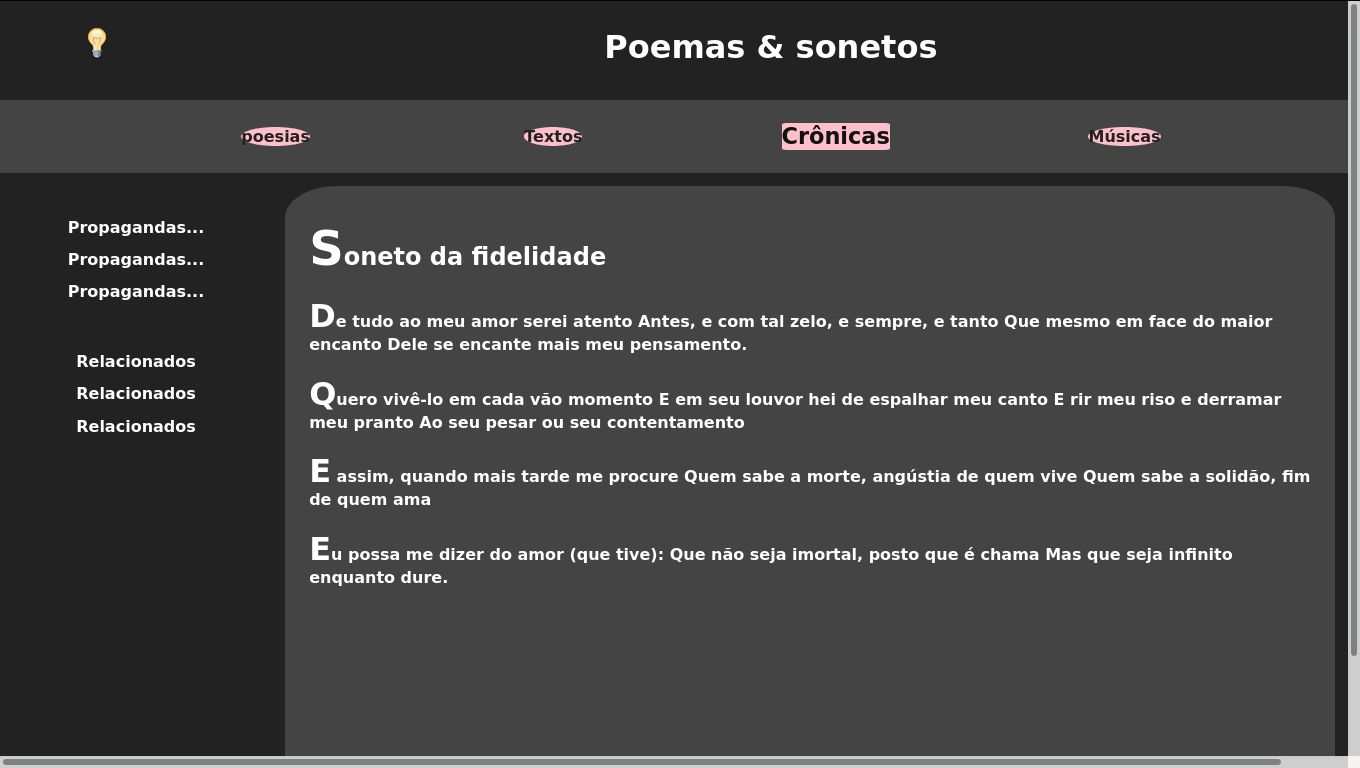 Poemas & sonetos
poesias
Textos
Crônicas
Músicas
Propagandas...
Propagandas...
Propagandas...
Relacionados
Relacionados
Relacionados
Soneto da fidelidade
De tudo ao meu amor serei atento Antes, e com tal zelo, e sempre, e tanto Que mesmo em face do maior
encanto Dele se encante mais meu pensamento.
Quero vivê-lo em cada vão momento E em seu louvor hei de espalhar meu canto E rir meu riso e derramar
meu pranto Ao seu pesar ou seu contentamento
E assim, quando mais tarde me procure Quem sabe a morte, angústia de quem vive Quem sabe a solidão, fim
de quem ama
Eu possa me dizer do amor (que tive): Que não seja imortal, posto que é chama Mas que seja infinito
enquanto dure.